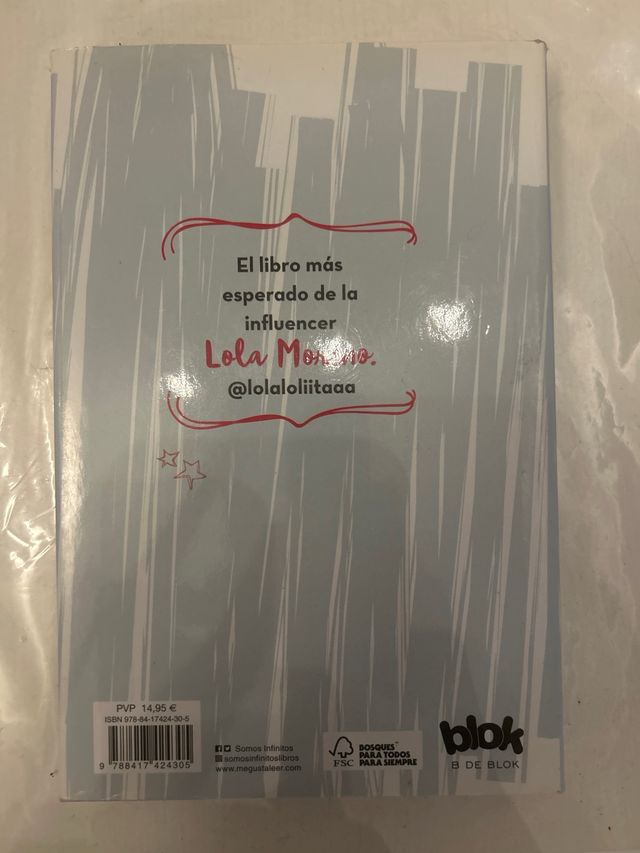 El libro más
esperado de la
influencer
Lola Moreno.
@lolaloliitaaa
PVP 14,95 €
ISBN 978-84-17424-30-5
9 788417 424305
Somos Infinitos
somosinfinitoslibros
www.megustaleer.com
FSC
BOSQUES
PARA TODOS
PARA SIEMPRE
blok
B DE BLOK